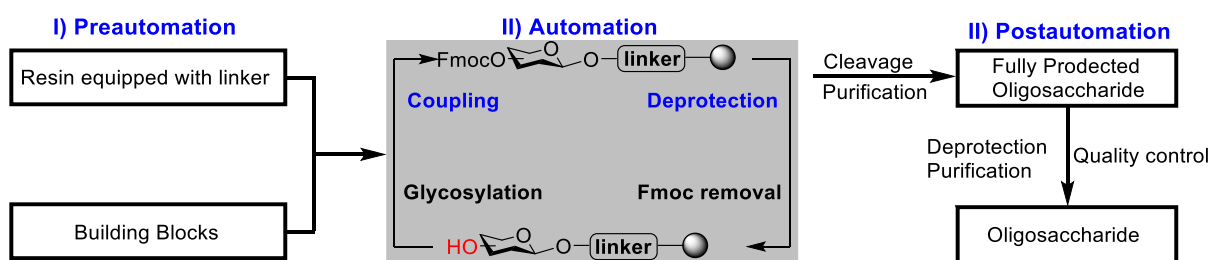 I) Preautomation
Resin equipped with linker
Building Blocks
II) Automation
FmocO
O
O
linker
Coupling
Deprotection
Glycosylation
Fmoc removal
HO
O
O
linker
II) Postautomation
Cleavage
Purification
Fully Prodected
Oligosaccharide
Deprotection
Purification
Quality control
Oligosaccharide